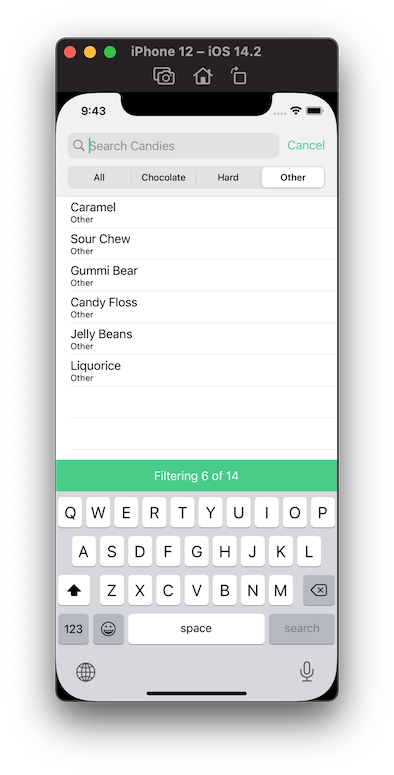 iPhone 12 – iOS 14.2
9:43
Search Candies Cancel
All Chocolate Hard Other
Caramel
Other
Sour Chew
Other
Gummi Bear
Other
Candy Floss
Other
Jelly Beans
Other
Liquorice
Other
Filtering 6 of 14
Q W E R T Y U I O P
A S D F G H J K L
Z X C V B N M
123 space search